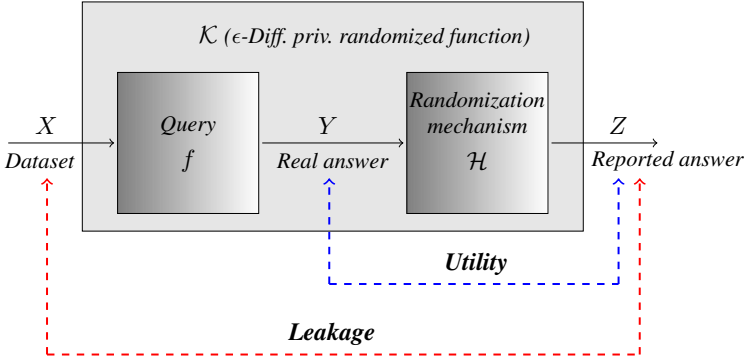 𝒦 (ϵ-Diff. priv. randomized function)
X
Dataset
Query
f
Y
Real answer
Randomization
mechanism
ℋ
Z
Reported answer
Utility
Leakage